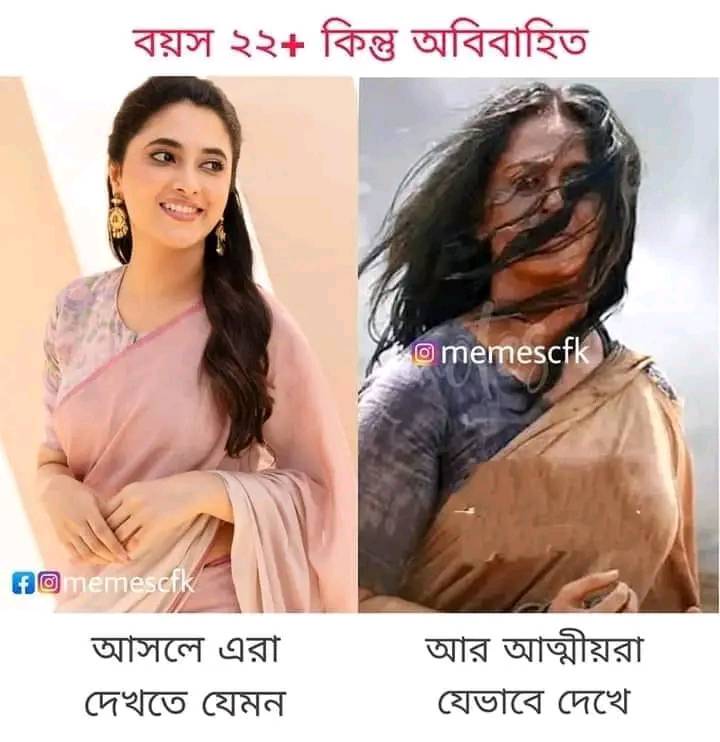 বয়স ২২+ কিন্তু অবিবাহিত
memescfk
memescfk
আসলে এরা
দেখতে যেমন
আর আত্মীয়রা
যেভাবে দেখে